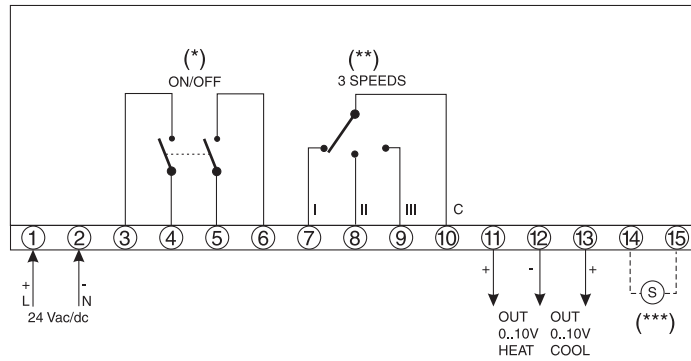 (*)
ON/OFF
(**)
3 SPEEDS
I II III C
1 2 3 4 5 6 7 8 9 10 11 12 13 14 15
+ - + - +
L N
24 Vac/dc
S
(***)
OUT
0..10V
HEAT
OUT
0..10V
COOL